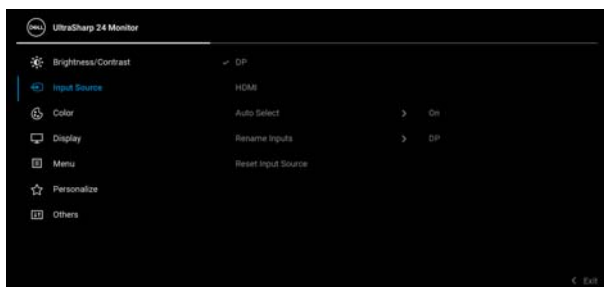 DELL UltraSharp 24 Monitor
Brightness/Contrast
✓ DP
Input Source
HDMI
Color
Auto Select > On
Display
Rename Inputs > DP
Menu
Reset Input Source
Personalize
Others
< Exit